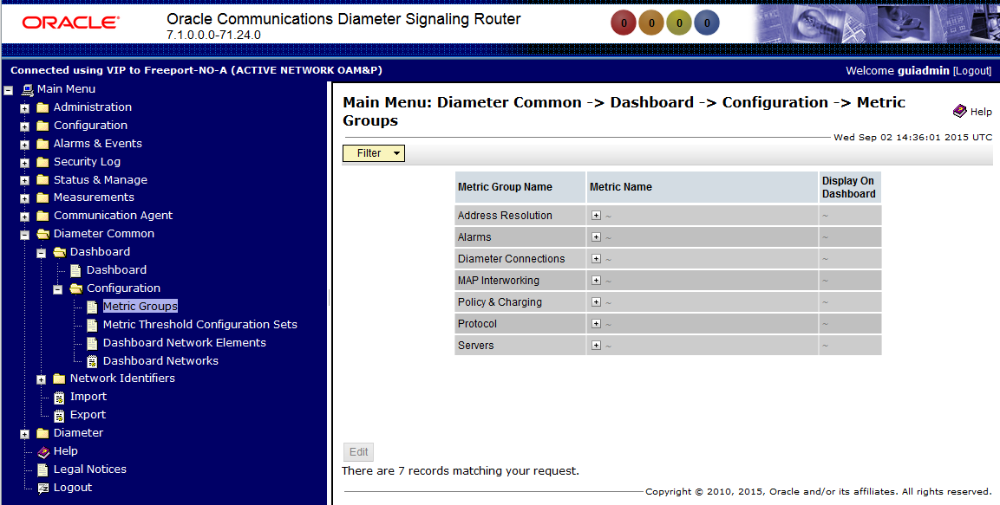 ORACLE®
Oracle Communications Diameter Signaling Router
7.1.0.0.0-71.24.0
0 0 0 0
Connected using VIP to Freeport-NO-A (ACTIVE NETWORK OAM&P)
Welcome guiadmin [Logout]
Main Menu
Administration
Configuration
Alarms & Events
Security Log
Status & Manage
Measurements
Communication Agent
Diameter Common
Dashboard
Dashboard
Configuration
Metric Groups
Metric Threshold Configuration Sets
Dashboard Network Elements
Dashboard Networks
Network Identifiers
Import
Export
Diameter
Help
Legal Notices
Logout
Main Menu: Diameter Common -> Dashboard -> Configuration -> Metric
Groups
Help
Wed Sep 02 14:36:01 2015 UTC
Filter
Metric Group Name Metric Name Display On
Dashboard
Address Resolution ~ ~
Alarms ~ ~
Diameter Connections ~ ~
MAP Interworking ~ ~
Policy & Charging ~ ~
Protocol ~ ~
Servers ~ ~
Edit
There are 7 records matching your request.
Copyright © 2010, 2015, Oracle and/or its affiliates. All rights reserved.